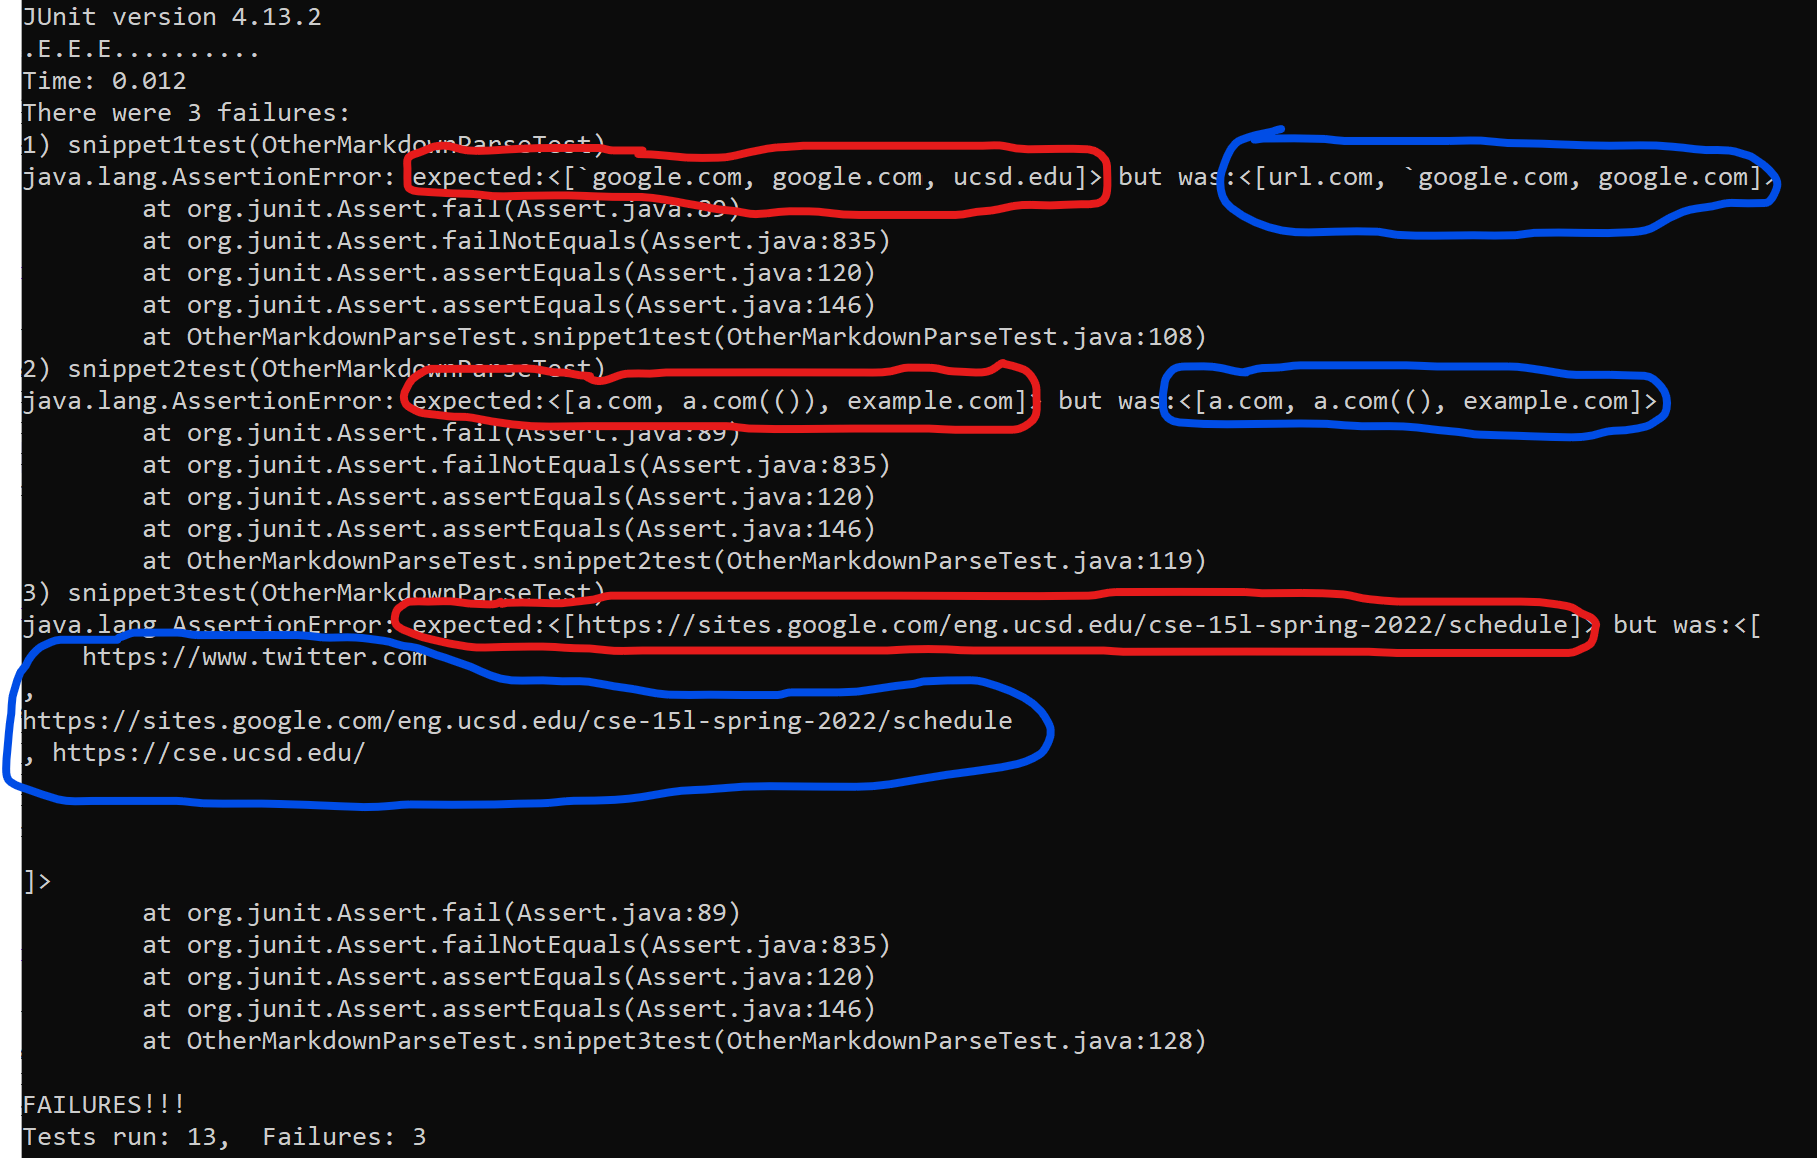 JUnit version 4.13.2
.E.E.E..........
Time: 0.012
There were 3 failures:
1) snippet1test(OtherMarkdownParseTest)
java.lang.AssertionError: expected:<[`google.com, google.com, ucsd.edu]> but was:<[url.com, `google.com, google.com]>
        at org.junit.Assert.fail(Assert.java:89)
        at org.junit.Assert.failNotEquals(Assert.java:835)
        at org.junit.Assert.assertEquals(Assert.java:120)
        at org.junit.Assert.assertEquals(Assert.java:146)
        at OtherMarkdownParseTest.snippet1test(OtherMarkdownParseTest.java:108)
2) snippet2test(OtherMarkdownParseTest)
java.lang.AssertionError: expected:<[a.com, a.com(()), example.com]> but was:<[a.com, a.com((), example.com]>
        at org.junit.Assert.fail(Assert.java:89)
        at org.junit.Assert.failNotEquals(Assert.java:835)
        at org.junit.Assert.assertEquals(Assert.java:120)
        at org.junit.Assert.assertEquals(Assert.java:146)
        at OtherMarkdownParseTest.snippet2test(OtherMarkdownParseTest.java:119)
3) snippet3test(OtherMarkdownParseTest)
java.lang.AssertionError: expected:<[https://sites.google.com/eng.ucsd.edu/cse-15l-spring-2022/schedule]> but was:<[
    https://www.twitter.com
,
https://sites.google.com/eng.ucsd.edu/cse-15l-spring-2022/schedule
, https://cse.ucsd.edu/
]>
        at org.junit.Assert.fail(Assert.java:89)
        at org.junit.Assert.failNotEquals(Assert.java:835)
        at org.junit.Assert.assertEquals(Assert.java:120)
        at org.junit.Assert.assertEquals(Assert.java:146)
        at OtherMarkdownParseTest.snippet3test(OtherMarkdownParseTest.java:128)
FAILURES!!!
Tests run: 13,  Failures: 3